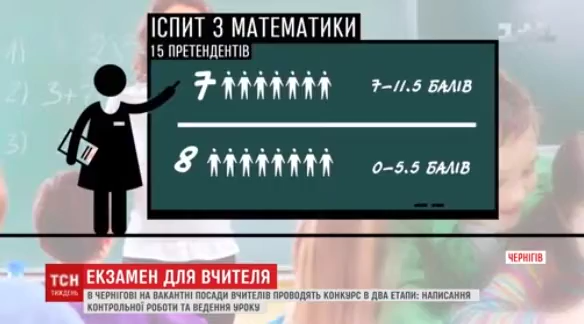 ІСПИТ З МАТЕМАТИКИ
15 ПРЕТЕНДЕНТІВ
7 7–11.5 БАЛІВ
8 0–5.5 БАЛІВ
ЧЕРНІГІВ
ТСН
ТИЖДЕНЬ
ЕКЗАМЕН ДЛЯ ВЧИТЕЛЯ
В ЧЕРНІГОВІ НА ВАКАНТНІ ПОСАДИ ВЧИТЕЛІВ ПРОВОДЯТЬ КОНКУРС В ДВА ЕТАПИ: НАПИСАННЯ
КОНТРОЛЬНОЇ РОБОТИ ТА ВЕДЕННЯ УРОКУ